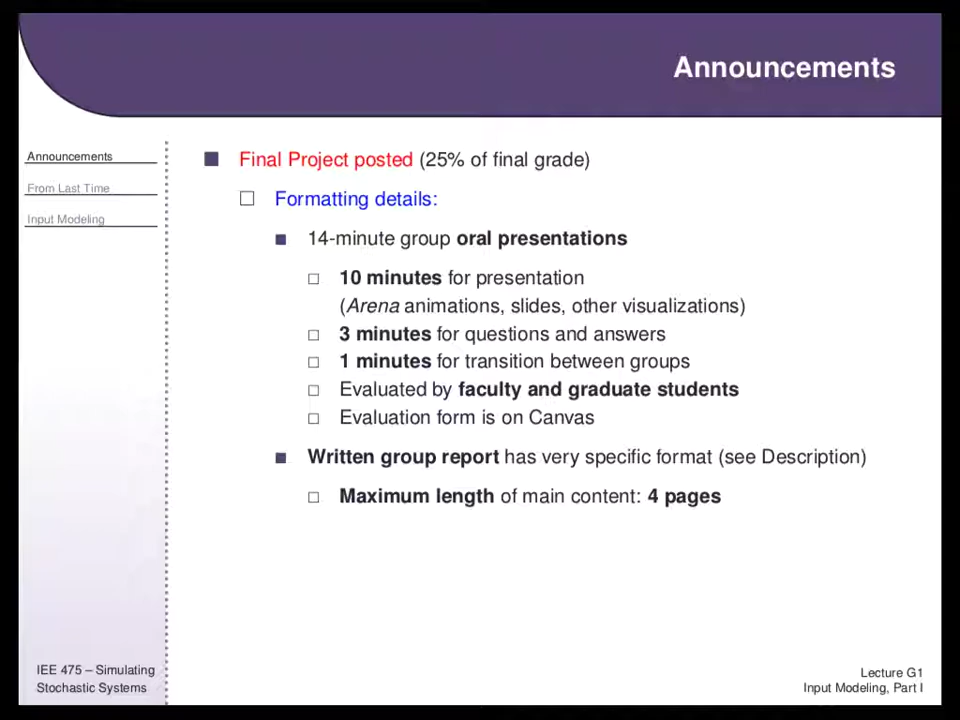 Announcements
Announcements
From Last Time
Input Modeling
Final Project posted (25% of final grade)
Formatting details:
14-minute group oral presentations
10 minutes for presentation
(Arena animations, slides, other visualizations)
3 minutes for questions and answers
1 minutes for transition between groups
Evaluated by faculty and graduate students
Evaluation form is on Canvas
Written group report has very specific format (see Description)
Maximum length of main content: 4 pages
IEE 475 – Simulating
Stochastic Systems
Lecture G1
Input Modeling, Part I